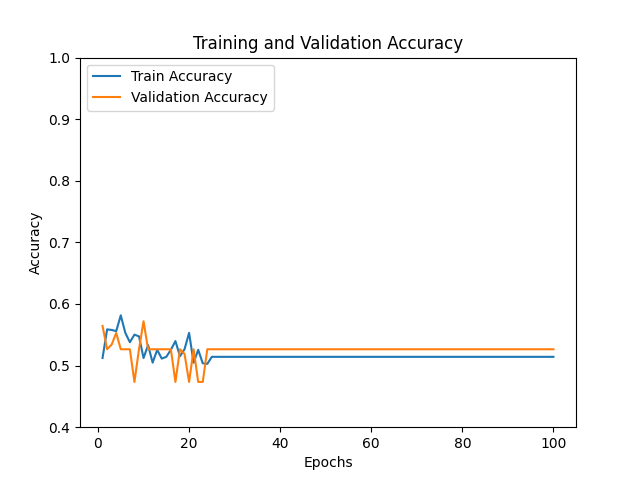 Training and Validation Accuracy
Train Accuracy
Validation Accuracy
1.0
0.9
0.8
0.7
0.6
0.5
0.4
Accuracy
0 20 40 60 80 100
Epochs